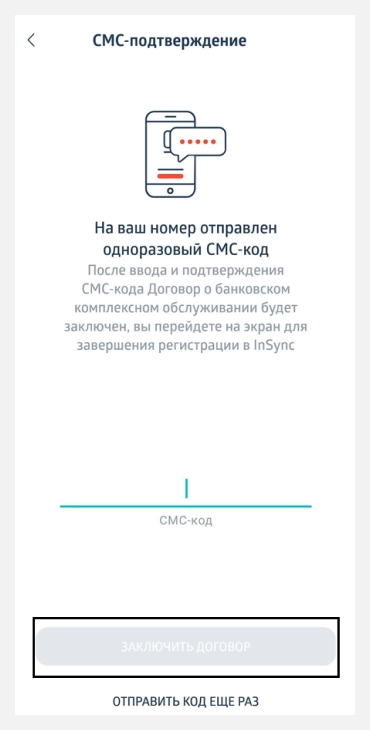 СМС-подтверждение
На ваш номер отправлен
одноразовый СМС-код
После ввода и подтверждения
СМС-кода Договор о банковском
комплексном обслуживании будет
заключен, вы перейдете на экран для
завершения регистрации в InSync
СМС-код
ЗАКЛЮЧИТЬ ДОГОВОР
ОТПРАВИТЬ КОД ЕЩЕ РАЗ